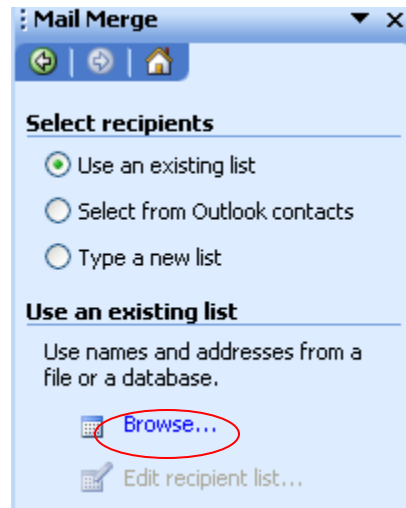 Mail Merge
Select recipients
Use an existing list
Select from Outlook contacts
Type a new list
Use an existing list
Use names and addresses from a
file or a database.
Browse...
Edit recipient list...